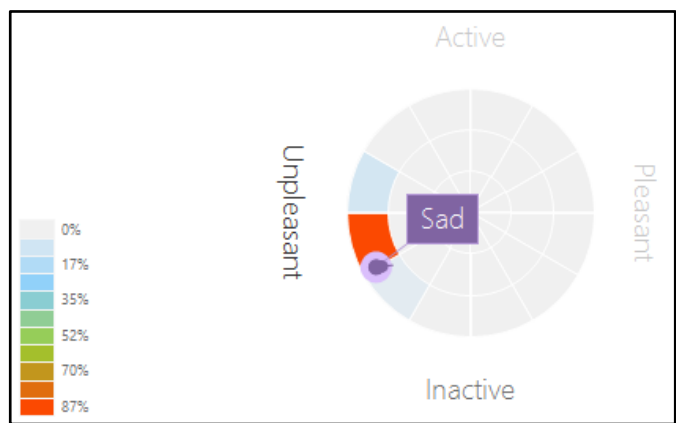 Active
Unpleasant
Pleasant
Sad
0%
17%
35%
52%
70%
87%
Inactive